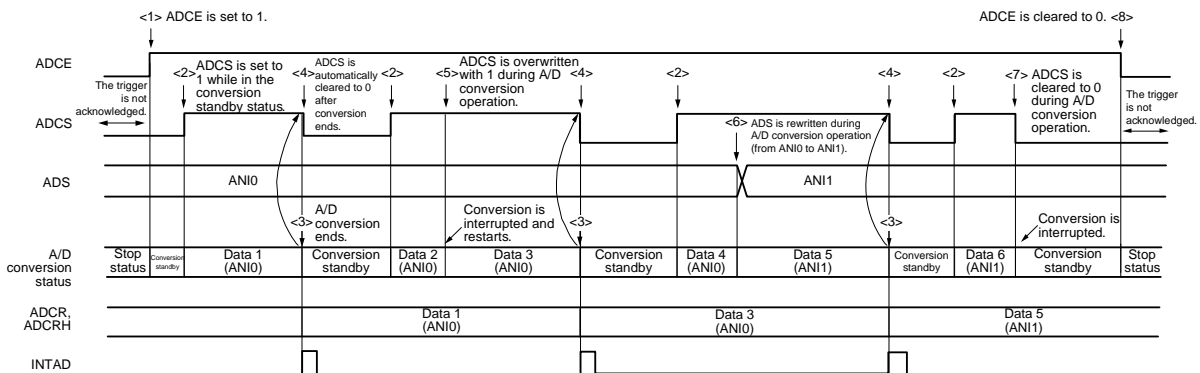 <1> ADCE is set to 1.
ADCE is cleared to 0. <8>
ADCE
The trigger
is not
acknowledged.
<2>
ADCS is set to
1 while in the
conversion
standby status.
<4>
ADCS is
automatically
cleared to 0
after
conversion
ends.
<2>
<5>
ADCS is overwritten
with 1 during A/D
conversion
operation.
<4>
<2>
<4>
<2>
<7>
ADCS is
cleared to 0
during A/D
conversion
operation.
The trigger
is not
acknowledged.
ADCS
<6> ADS is rewritten during
A/D conversion operation
(from ANI0 to ANI1).
ADS
ANI0
ANI1
<3>
A/D
conversion
ends.
Conversion is
interrupted and
restarts.
<3>
<3>
Conversion is
interrupted.
A/D
conversion
status
Stop
status
Conversion
standby
Data 1
(ANI0)
Conversion
standby
Data 2
(ANI0)
Data 3
(ANI0)
Conversion
standby
Data 4
(ANI0)
Data 5
(ANI1)
Conversion
standby
Data 6
(ANI1)
Conversion
standby
Stop
status
ADCR,
ADCRH
Data 1
(ANI0)
Data 3
(ANI0)
Data 5
(ANI1)
INTAD